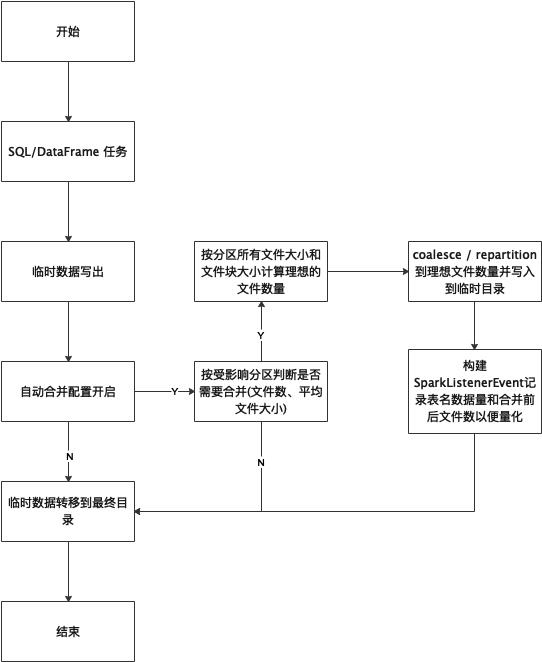 开始
SQL/DataFrame 任务
临时数据写出
按分区所有文件大小和
文件块大小计算理想的
文件数量
coalesce / repartition
到理想文件数量并写入
到临时目录
Y
自动合并配置开启
Y
按受影响分区判断是否
需要合并(文件数、平均
文件大小)
构建
SparkListenerEvent记
录表名数据量和合并前
后文件数以便量化
N
N
临时数据转移到最终目
录
结束